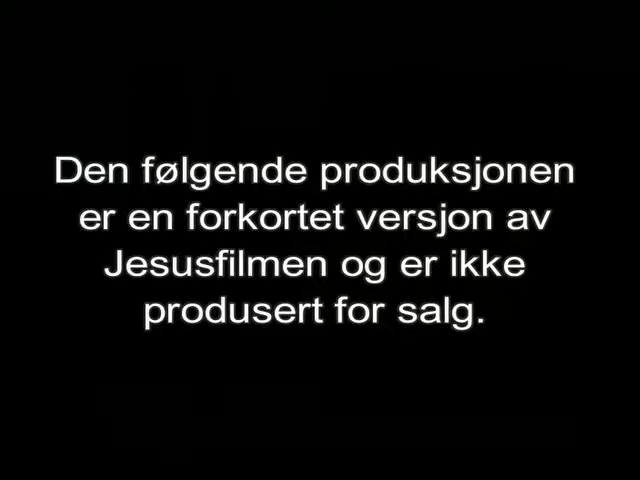 Den følgende produksjonen
er en forkortet versjon av
Jesusfilmen og er ikke
produsert for salg.